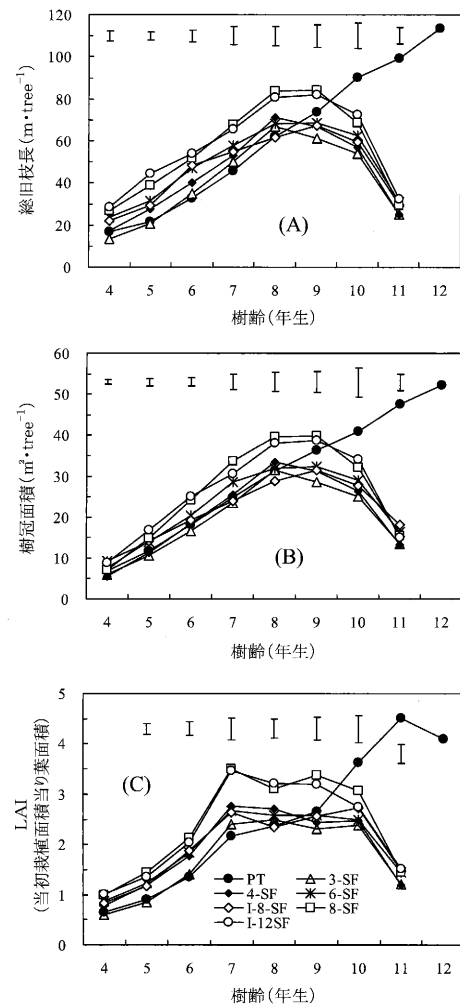 120
100
80
60
40
20
0
総旧枝長(m・tree⁻¹)
(A)
4 5 6 7 8 9 10 11 12
樹齢(年生)
60
50
40
30
20
10
0
樹冠面積(m²・tree⁻¹)
(B)
4 5 6 7 8 9 10 11 12
樹齢(年生)
5
4
3
2
1
0
LAI
(当初栽植面積当り葉面積)
(C)
PT 3-SF
4-SF 6-SF
I-8-SF 8-SF
I-12SF
4 5 6 7 8 9 10 11 12
樹齢(年生)